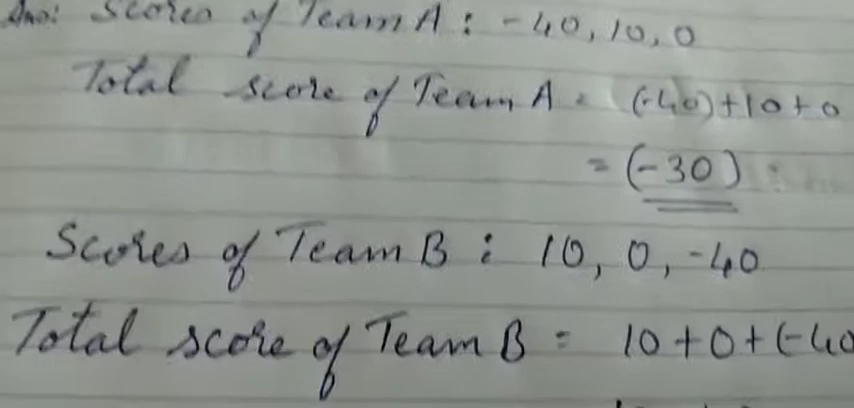 Ans: Scores of Team A : -40, 10, 0
Total score of Team A = (-40)+10+0
= (-30)
Scores of Team B : 10, 0, -40
Total score of Team B = 10+0+(-40